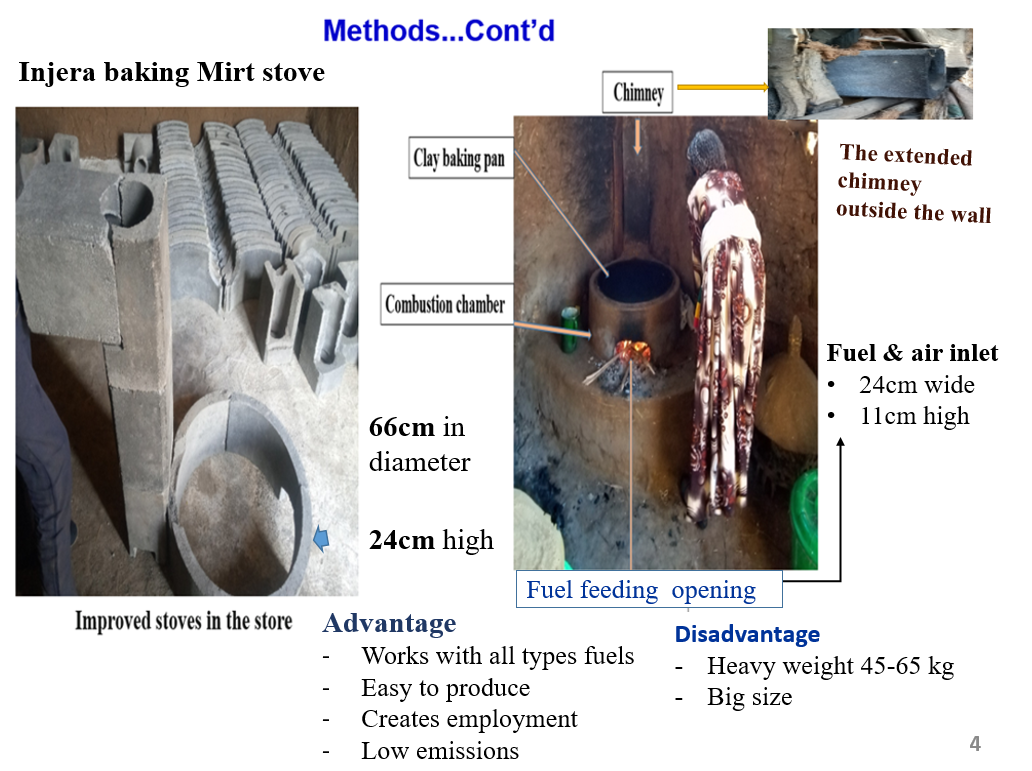 Methods...Cont’d
Injera baking Mirt stove
Chimney
Clay baking pan
The extended
chimney
outside the wall
Combustion chamber
Fuel & air inlet
• 24cm wide
• 11cm high
66cm in
diameter
24cm high
Fuel feeding opening
Improved stoves in the store
Advantage
- Works with all types fuels
- Easy to produce
- Creates employment
- Low emissions
Disadvantage
- Heavy weight 45-65 kg
- Big size
4